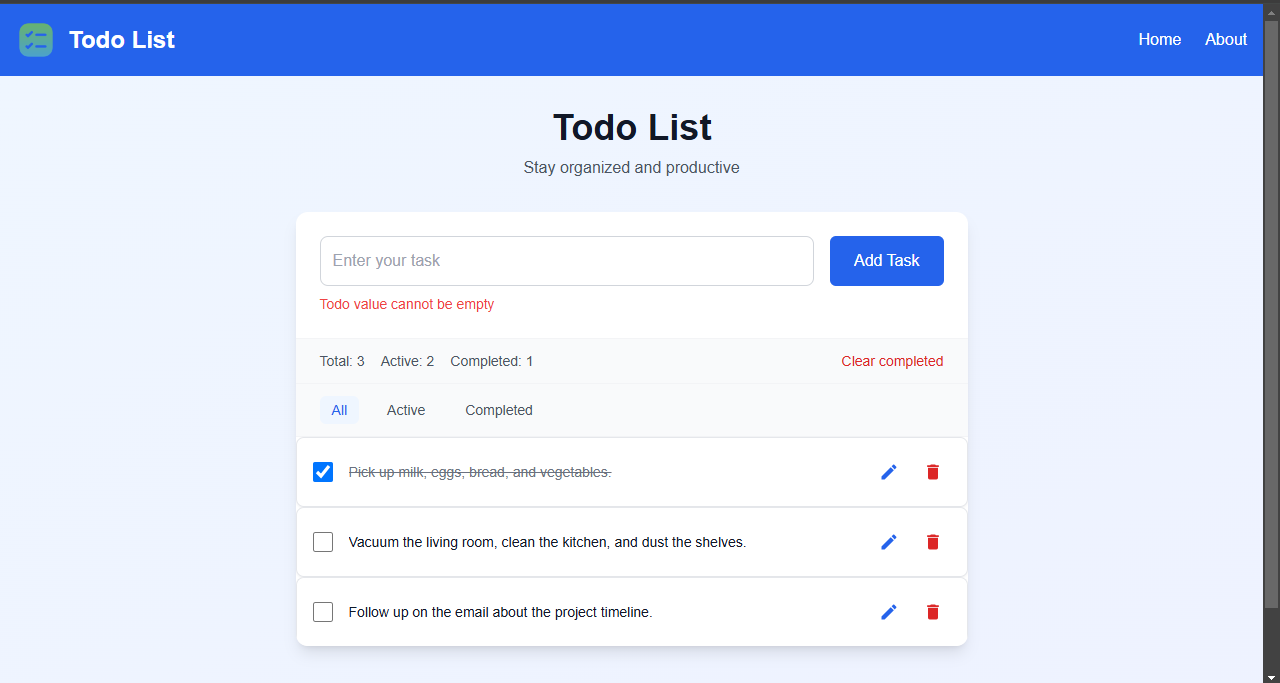 Todo List
Home About
Todo List
Stay organized and productive
Enter your task
Add Task
Todo value cannot be empty
Total: 3 Active: 2 Completed: 1 Clear completed
All Active Completed
Pick up milk, eggs, bread, and vegetables.
Vacuum the living room, clean the kitchen, and dust the shelves.
Follow up on the email about the project timeline.